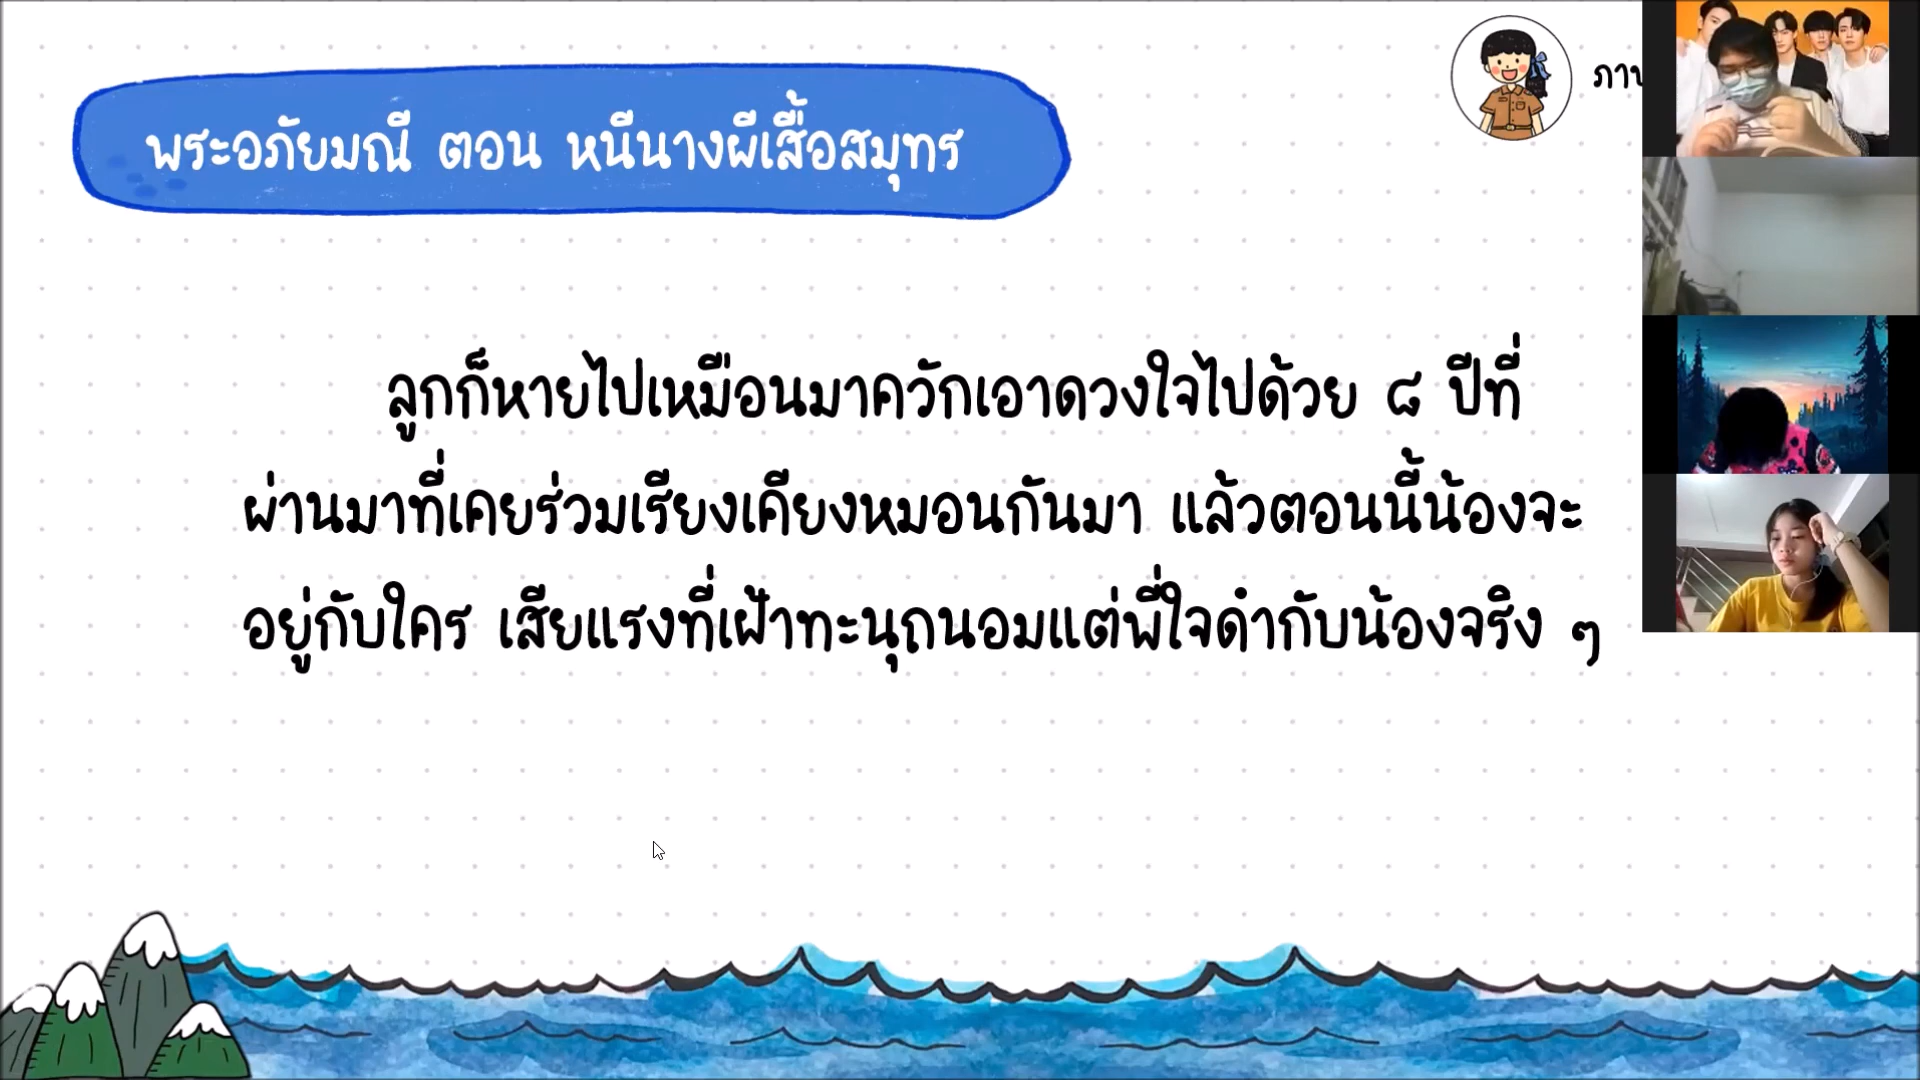 พระอภัยมณี ตอน หนีนางผีเสื้อสมุทร
ลูกก็หายไปเหมือนมาควักเอาดวงใจไปด้วย ๘ ปีที่
ผ่านมาที่เคยร่วมเรียงเคียงหมอนกันมา แล้วตอนนี้น้องจะ
อยู่กับใคร เสียแรงที่เฝ้าทะนุถนอมแต่พี่ใจดำกับน้องจริง ๆ